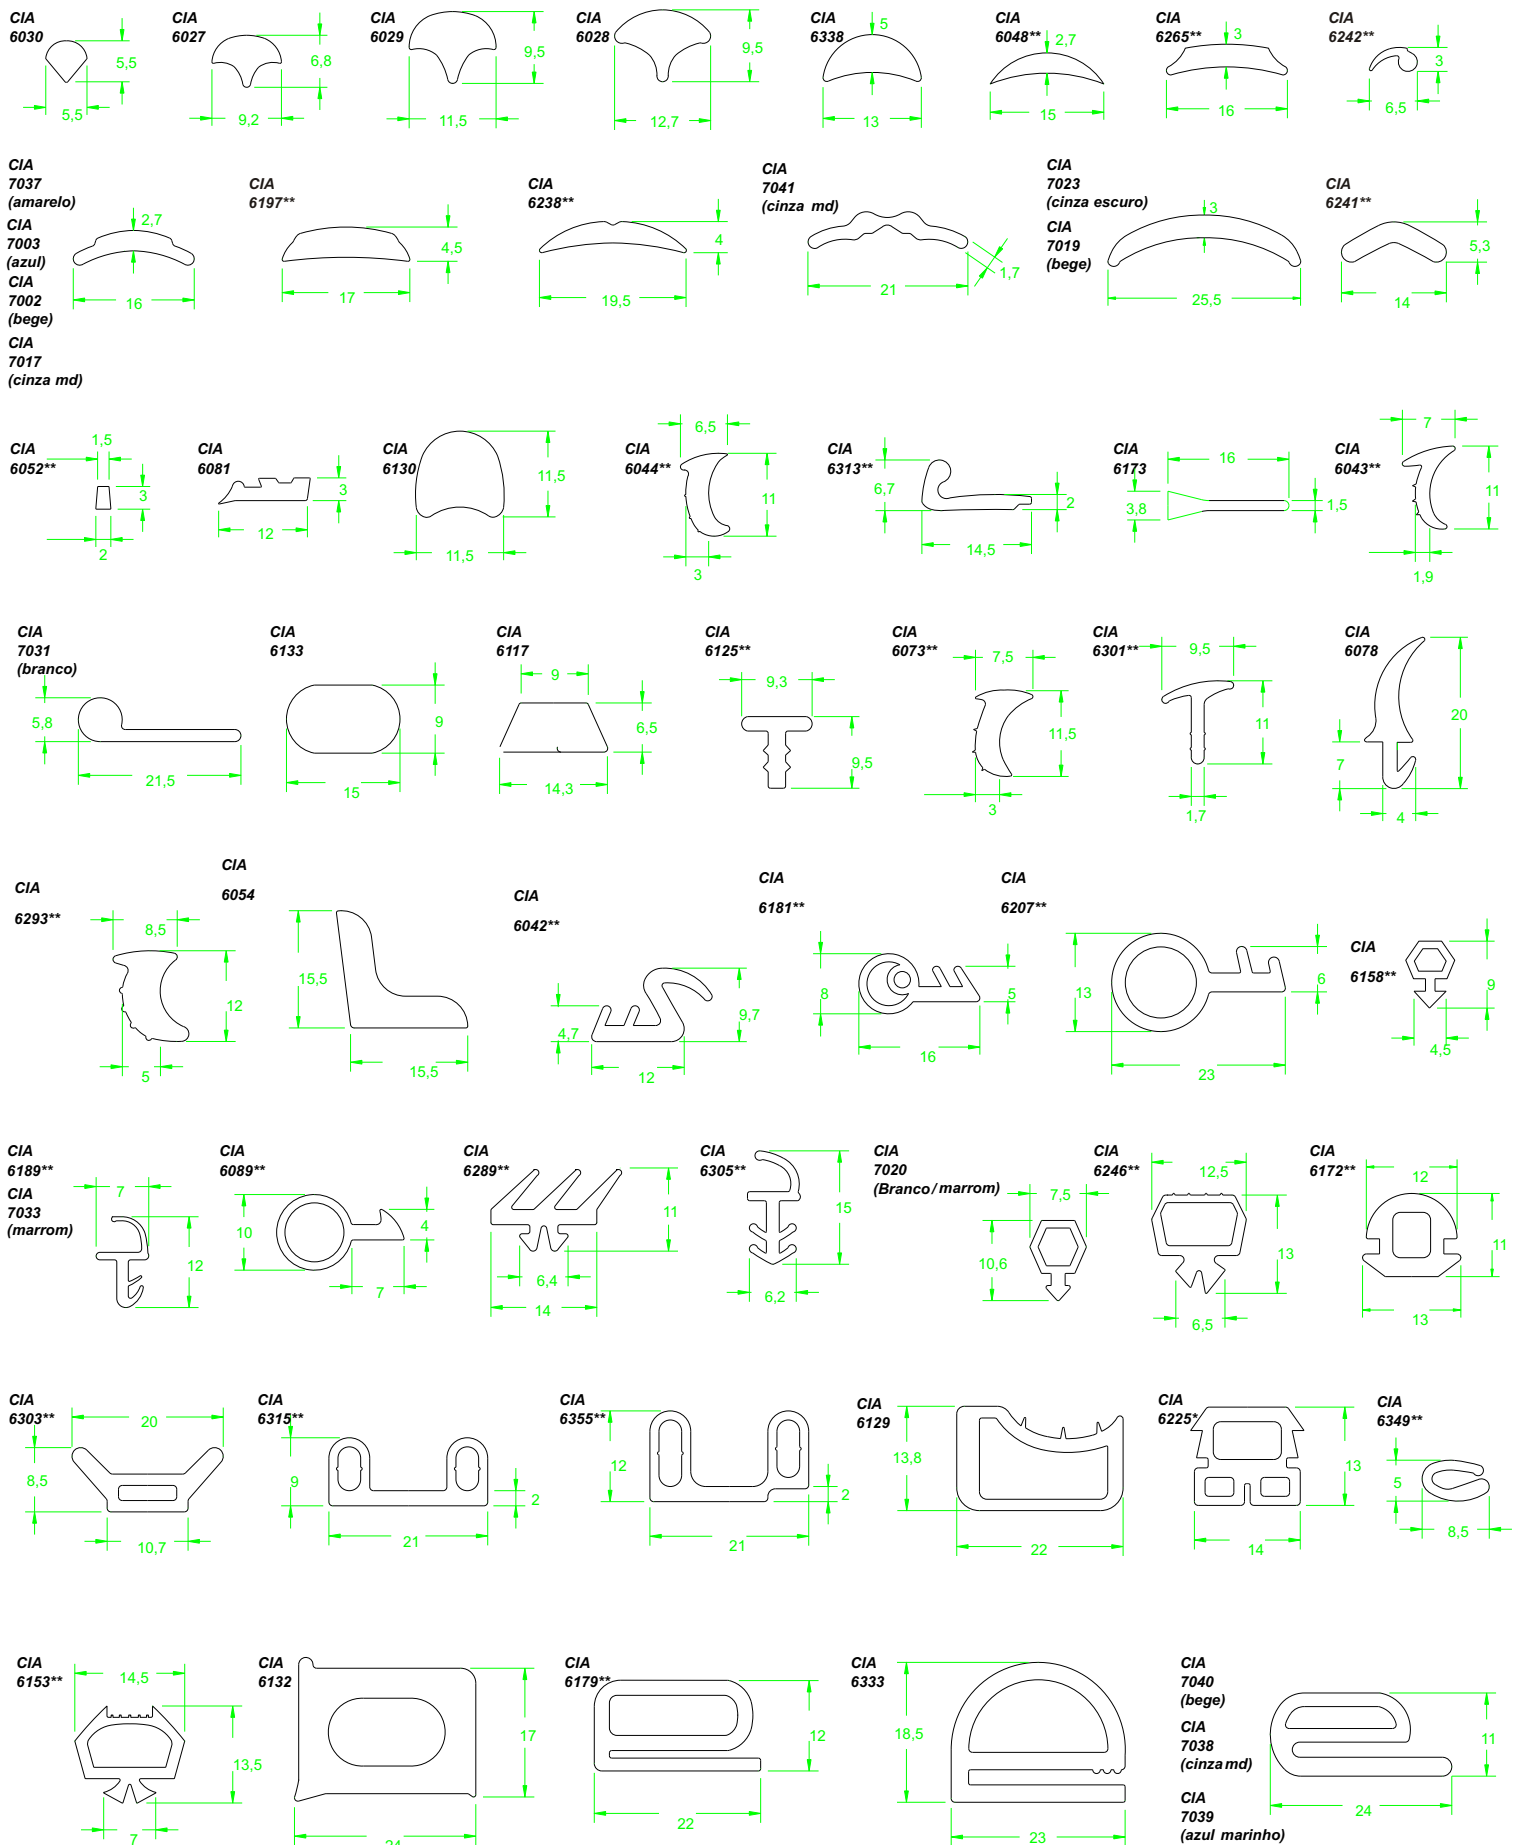 CIA
6030
5,5
5,5
CIA
6027
6,8
9,2
CIA
6029
9,5
11,5
CIA
6028
9,5
12,7
CIA
6338
5
13
CIA
6048**
2,7
15
CIA
6265**
3
16
CIA
6242**
3
6,5
CIA
7037
(amarelo)
CIA
7003
(azul)
CIA
7002
(bege)
CIA
7017
(cinza md)
2,7
16
CIA
6197**
4,5
17
CIA
6238**
4
19,5
CIA
7041
(cinza md)
1,7
21
CIA
7023
(cinza escuro)
CIA
7019
(bege)
3
25,5
CIA
6241**
5,3
14
CIA
6052**
1,5
3
2
CIA
6081
3
12
CIA
6130
11,5
11,5
CIA
6044**
6,5
11
3
CIA
6313**
6,7
2
14,5
CIA
6173
16
3,8
1,5
CIA
6043**
7
11
1,9
CIA
7031
(branco)
5,8
21,5
CIA
6133
9
15
CIA
6117
9
6,5
14,3
CIA
6125**
9,3
9,5
CIA
6073**
7,5
11,5
3
CIA
6301**
9,5
11
1,7
CIA
6078
20
7
4
CIA
6293**
8,5
12
5
CIA
6054
15,5
15,5
CIA
6042**
4,7
9,7
12
CIA
6181**
8
5
16
CIA
6207**
13
6
23
CIA
6158**
9
4,5
CIA
6189**
CIA
7033
(marrom)
7
12
CIA
6089**
10
4
7
CIA
6289**
11
6,4
14
CIA
6305**
15
6,2
CIA
7020
(Branco/marrom)
7,5
10,6
CIA
6246**
12,5
13
6,5
CIA
6172**
12
11
13
CIA
6303**
20
8,5
10,7
CIA
6315**
9
2
21
CIA
6355**
12
2
21
CIA
6129
13,8
22
CIA
6225*
13
14
CIA
6349**
5
8,5
CIA
6153**
14,5
13,5
7
CIA
6132
17
24
CIA
6179**
12
22
CIA
6333
18,5
23
CIA
7040
(bege)
CIA
7038
(cinza md)
CIA
7039
(azul marinho)
11
24